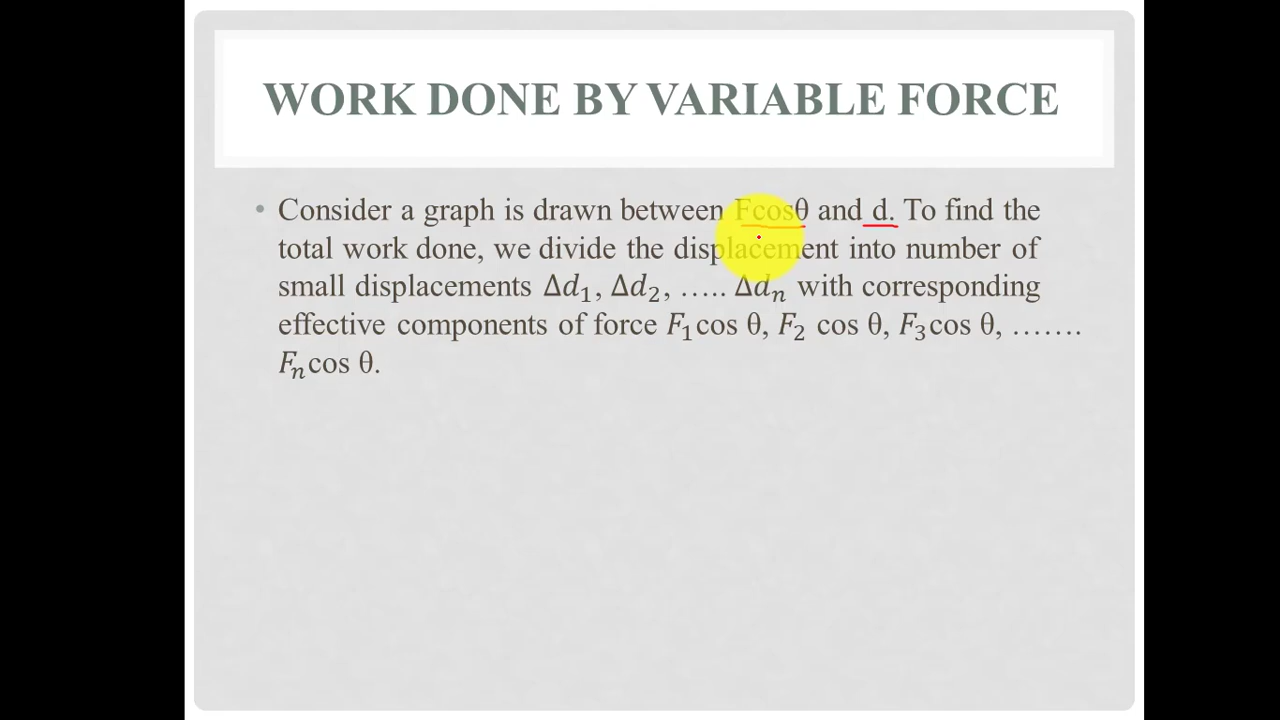 WORK DONE BY VARIABLE FORCE
• Consider a graph is drawn between Fcosθ and d. To find the
total work done, we divide the displacement into number of
small displacements Δd₁, Δd₂, ….. Δdₙ with corresponding
effective components of force F₁cos θ, F₂ cos θ, F₃cos θ, …….
Fₙcos θ.